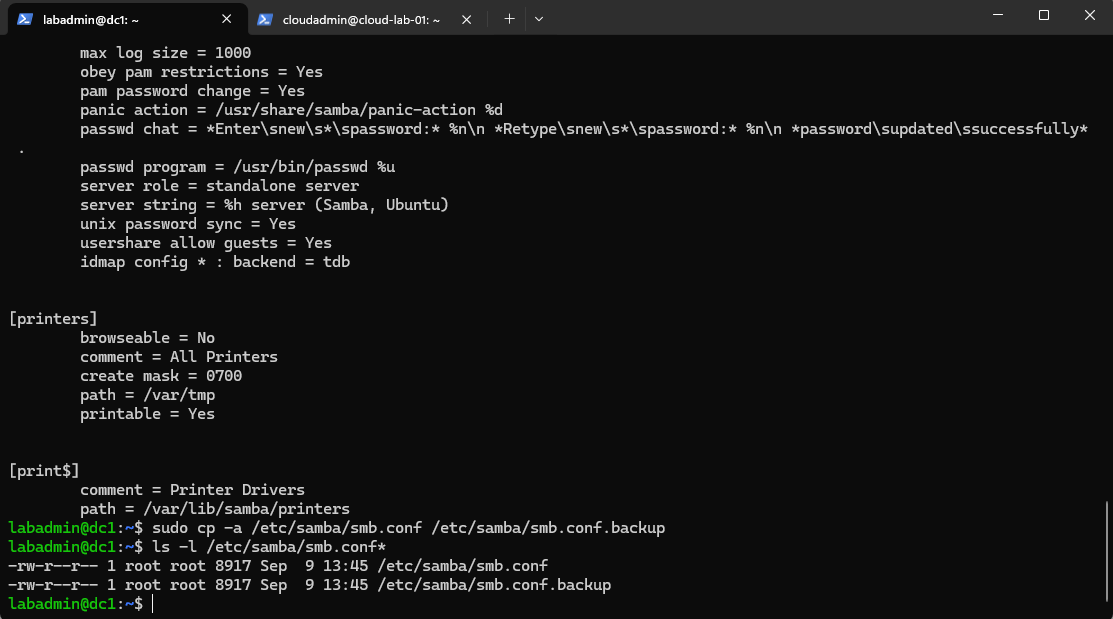 labadmin@dc1: ~
cloudadmin@cloud-lab-01: ~
max log size = 1000
obey pam restrictions = Yes
pam password change = Yes
panic action = /usr/share/samba/panic-action %d
passwd chat = *Enter\snew\s*\spassword:* %n\n *Retype\snew\s*\spassword:* %n\n *password\supdated\ssuccessfully*
.
passwd program = /usr/bin/passwd %u
server role = standalone server
server string = %h server (Samba, Ubuntu)
unix password sync = Yes
usershare allow guests = Yes
idmap config * : backend = tdb
[printers]
browseable = No
comment = All Printers
create mask = 0700
path = /var/tmp
printable = Yes
[print$]
comment = Printer Drivers
path = /var/lib/samba/printers
labadmin@dc1:~$ sudo cp -a /etc/samba/smb.conf /etc/samba/smb.conf.backup
labadmin@dc1:~$ ls -l /etc/samba/smb.conf*
-rw-r--r-- 1 root root 8917 Sep  9 13:45 /etc/samba/smb.conf
-rw-r--r-- 1 root root 8917 Sep  9 13:45 /etc/samba/smb.conf.backup
labadmin@dc1:~$